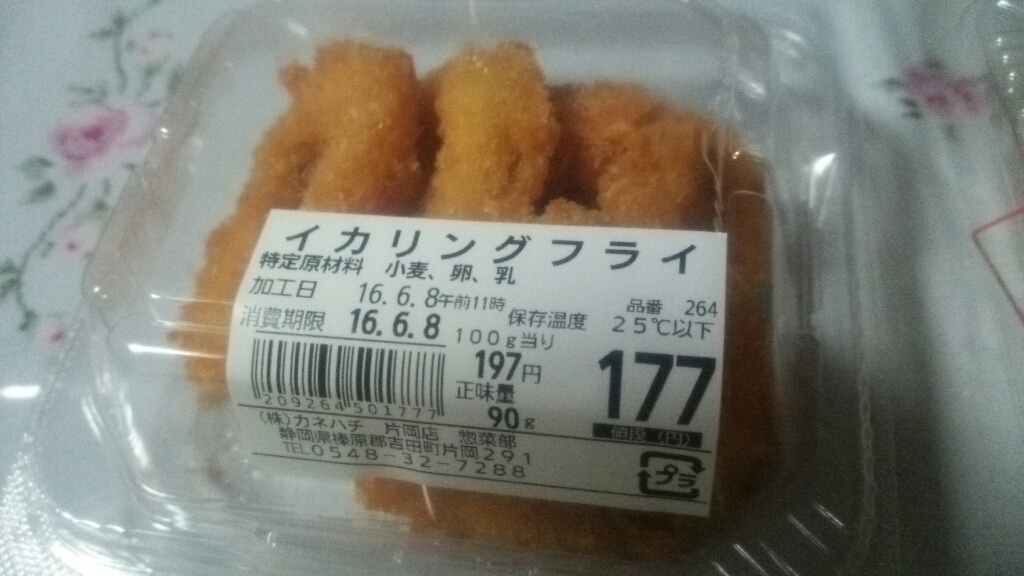 イカリングフライ
特定原材料 小麦、卵、乳
加工日 16.6.8午前11時
品番 264
消費期限 16.6.8
保存温度 25℃以下
100g当り
197円
正味量
90g
177
値段(円)
209264 501777
(株)カネハチ 片岡店 惣菜部
静岡県榛原郡吉田町片岡291
TEL0548-32-7288
プラ